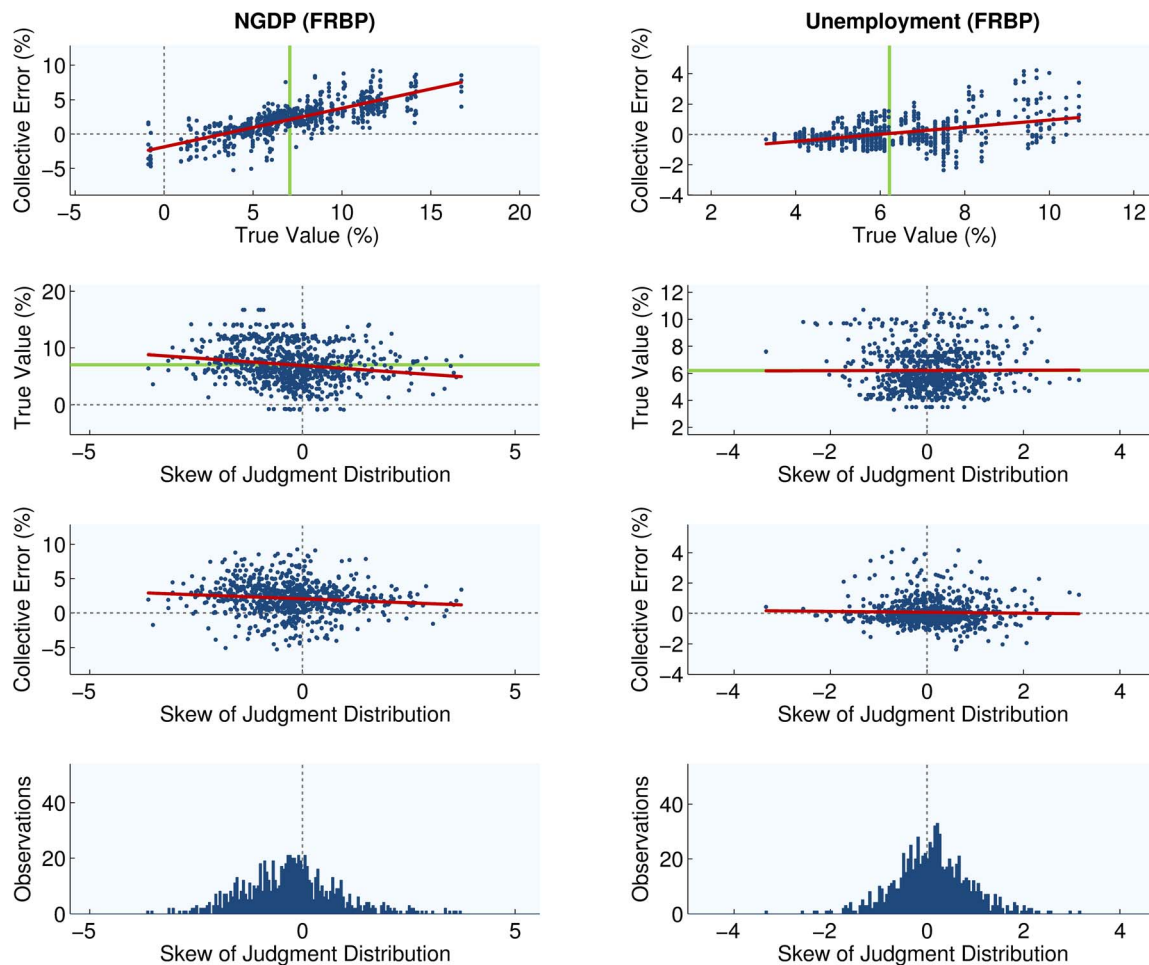 NGDP (FRBP)
Unemployment (FRBP)
Collective Error (%)
10
5
0
−5
−5 0 5 10 15 20
True Value (%)
Collective Error (%)
4
2
0
−2
−4
2 4 6 8 10 12
True Value (%)
True Value (%)
20
10
0
−5 0 5
Skew of Judgment Distribution
True Value (%)
12
10
8
6
4
2
−4 −2 0 2 4
Skew of Judgment Distribution
Collective Error (%)
10
5
0
−5
−5 0 5
Skew of Judgment Distribution
Collective Error (%)
4
2
0
−2
−4
−4 −2 0 2 4
Skew of Judgment Distribution
Observations
40
20
0
−5 0 5
Skew of Judgment Distribution
Observations
40
20
0
−4 −2 0 2 4
Skew of Judgment Distribution